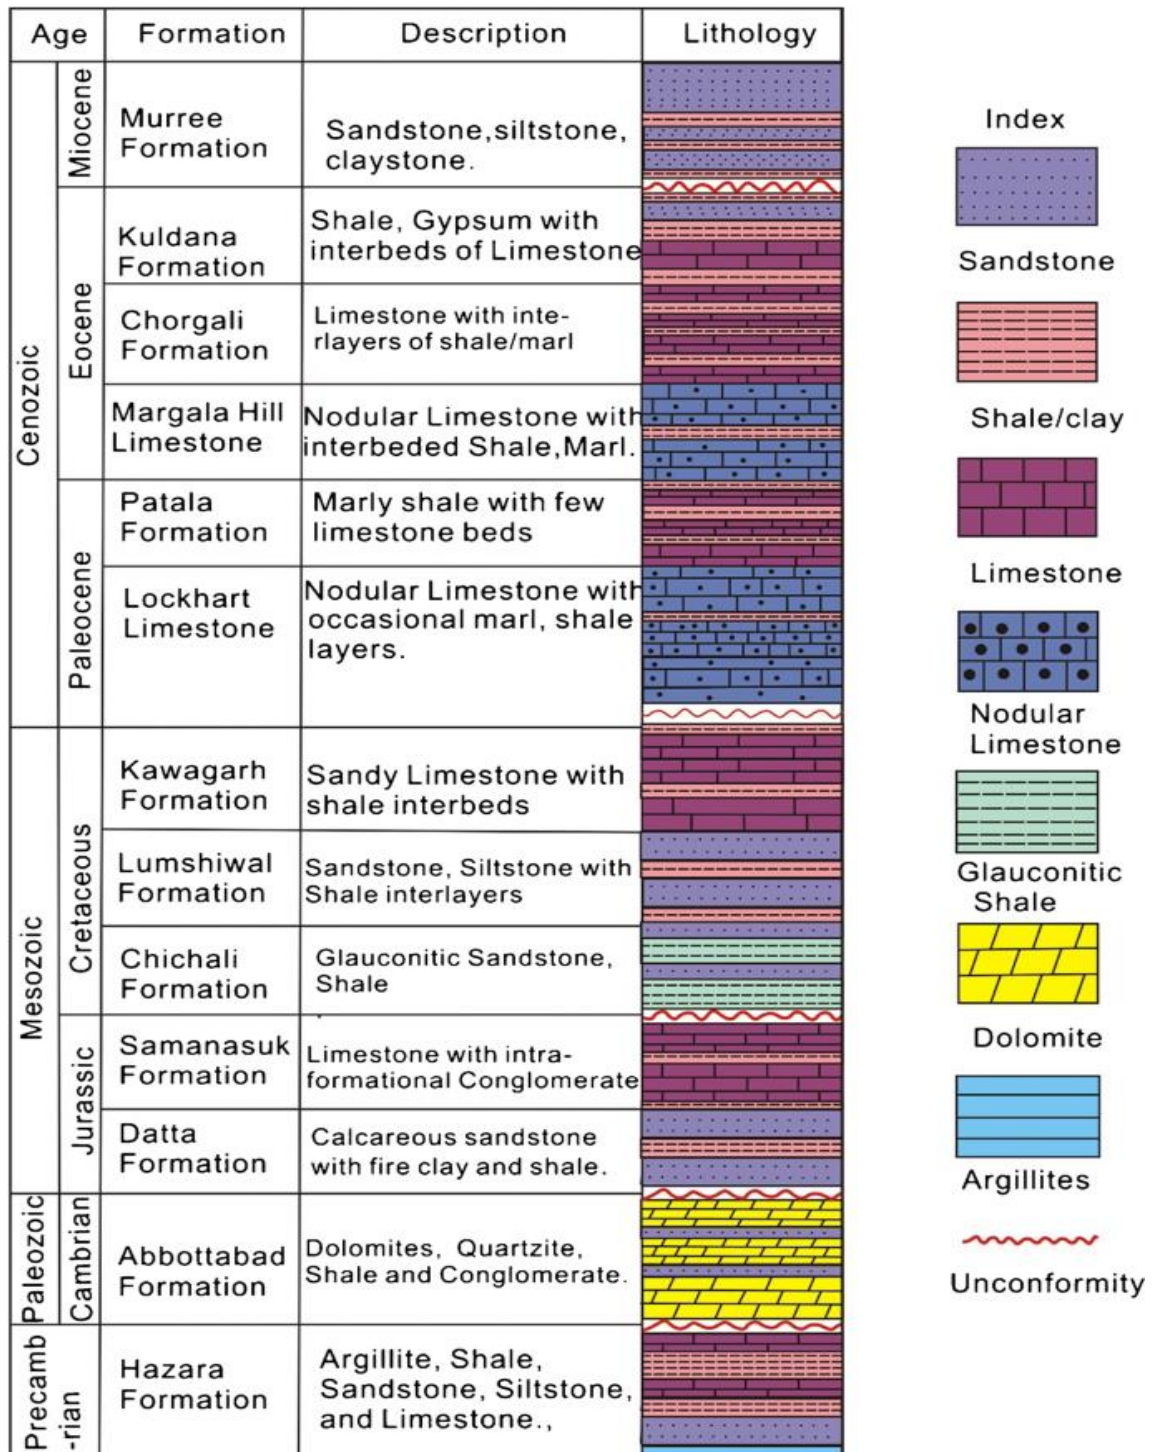 Age Formation Description Lithology
Cenozoic
Miocene
Murree
Formation
Sandstone,siltstone,
claystone.
Eocene
Kuldana
Formation
Shale, Gypsum with
interbeds of Limestone
Chorgali
Formation
Limestone with inte-
rlayers of shale/marl
Margala Hill
Limestone
Nodular Limestone with
interbeded Shale,Marl.
Paleocene
Patala
Formation
Marly shale with few
limestone beds
Lockhart
Limestone
Nodular Limestone with
occasional marl, shale
layers.
Mesozoic
Cretaceous
Kawagarh
Formation
Sandy Limestone with
shale interbeds
Lumshiwal
Formation
Sandstone, Siltstone with
Shale interlayers
Chichali
Formation
Glauconitic Sandstone,
Shale
Jurassic
Samanasuk
Formation
Limestone with intra-
formational Conglomerate
Datta
Formation
Calcareous sandstone
with fire clay and shale.
Paleozoic
Cambrian
Abbottabad
Formation
Dolomites, Quartzite,
Shale and Conglomerate.
Precamb
-rian
Hazara
Formation
Argillite, Shale,
Sandstone, Siltstone,
and Limestone.,
Index
Sandstone
Shale/clay
Limestone
Nodular
Limestone
Glauconitic
Shale
Dolomite
Argillites
Unconformity